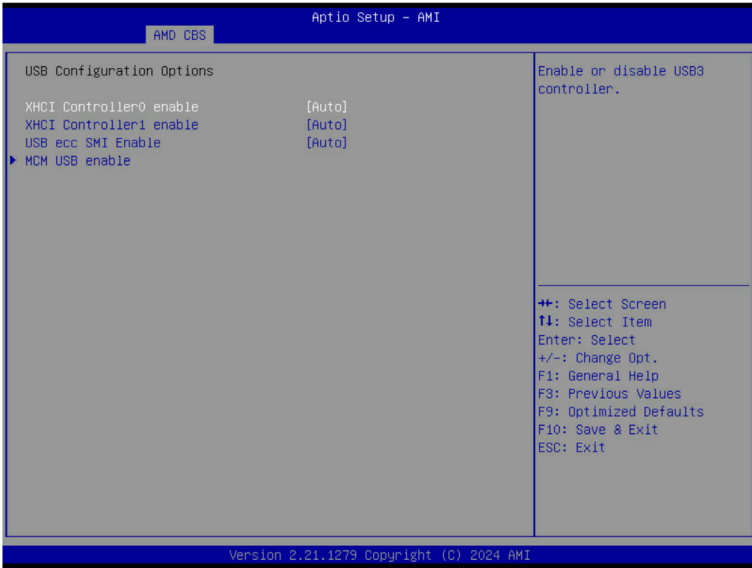 Aptio Setup – AMI
AMD CBS
USB Configuration Options
XHCI Controller0 enable [Auto]
XHCI Controller1 enable [Auto]
USB ecc SMI Enable [Auto]
MCM USB enable
Enable or disable USB3
controller.
→←: Select Screen
↑↓: Select Item
Enter: Select
+/-: Change Opt.
F1: General Help
F3: Previous Values
F9: Optimized Defaults
F10: Save & Exit
ESC: Exit
Version 2.21.1279 Copyright (C) 2024 AMI